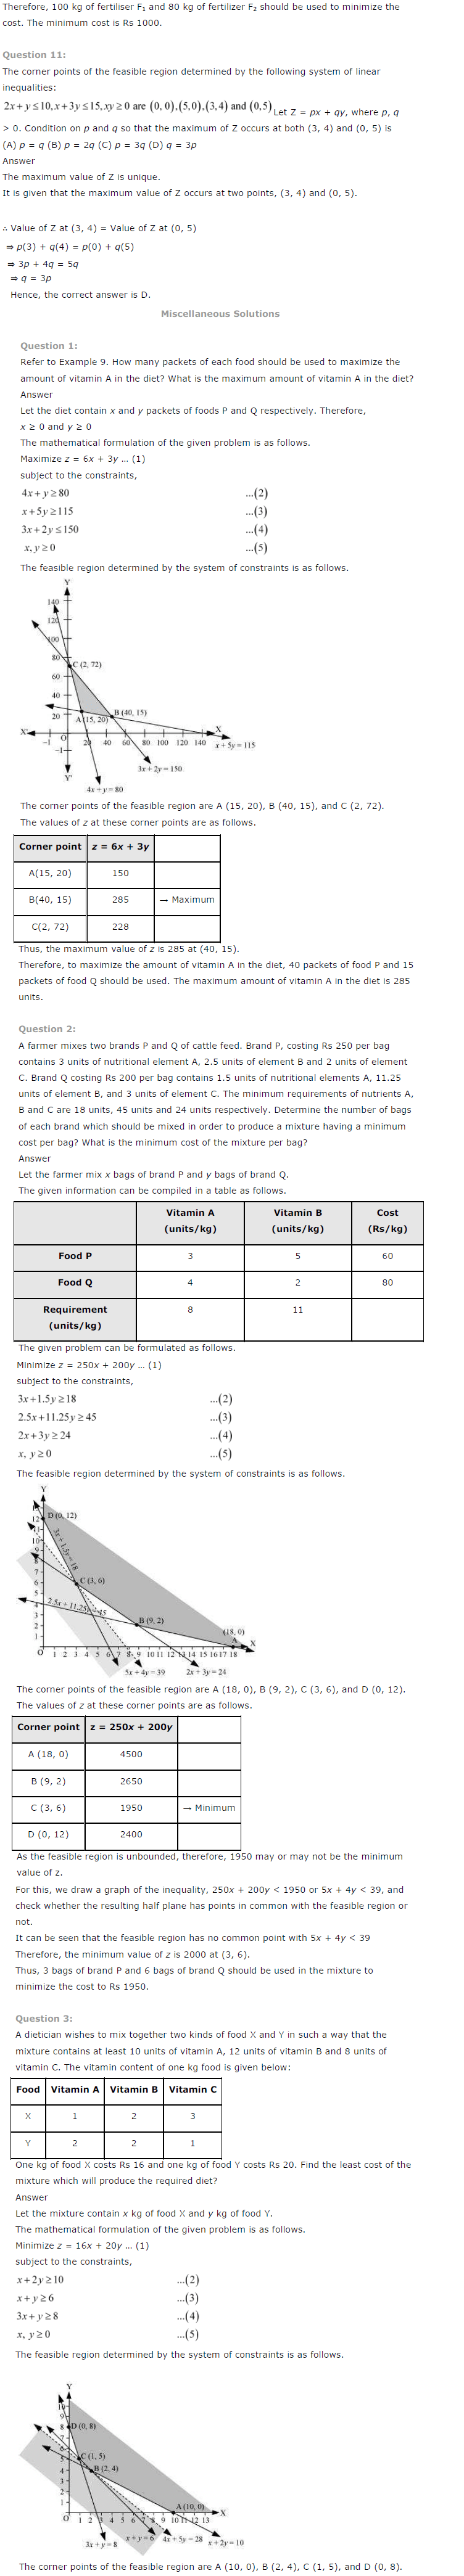 Therefore, 100 kg of fertiliser F₁ and 80 kg of fertilizer F₂ should be used to minimize the
cost. The minimum cost is Rs 1000.
Question 11:
The corner points of the feasible region determined by the following system of linear
inequalities:
2x + y ≤ 10, x + 3y ≤ 15, xy ≥ 0 are (0, 0), (5, 0), (3, 4) and (0, 5). Let Z = px + qy, where p, q
> 0. Condition on p and q so that the maximum of Z occurs at both (3, 4) and (0, 5) is
(A) p = q (B) p = 2q (C) p = 3q (D) q = 3p
Answer
The maximum value of Z is unique.
It is given that the maximum value of Z occurs at two points, (3, 4) and (0, 5).
∴ Value of Z at (3, 4) = Value of Z at (0, 5)
⇒ p(3) + q(4) = p(0) + q(5)
⇒ 3p + 4q = 5q
⇒ q = 3p
Hence, the correct answer is D.
Miscellaneous Solutions
Question 1:
Refer to Example 9. How many packets of each food should be used to maximize the
amount of vitamin A in the diet? What is the maximum amount of vitamin A in the diet?
Answer
Let the diet contain x and y packets of foods P and Q respectively. Therefore,
x ≥ 0 and y ≥ 0
The mathematical formulation of the given problem is as follows.
Maximize z = 6x + 3y … (1)
subject to the constraints,
4x + y ≥ 80 …(2)
x + 5y ≥ 115 …(3)
3x + 2y ≤ 150 …(4)
x, y ≥ 0 …(5)
The feasible region determined by the system of constraints is as follows.
Y
140
120
100
80
C (2, 72)
60
40
20
A(15, 20)
B (40, 15)
X'
X
-1
O
20 40 60 80 100 120 140
x + 5y = 115
-1
3x + 2y = 150
Y'
4x + y = 80
The corner points of the feasible region are A (15, 20), B (40, 15), and C (2, 72).
The values of z at these corner points are as follows.
Corner point z = 6x + 3y
A(15, 20) 150
B(40, 15) 285 → Maximum
C(2, 72) 228
Thus, the maximum value of z is 285 at (40, 15).
Therefore, to maximize the amount of vitamin A in the diet, 40 packets of food P and 15
packets of food Q should be used. The maximum amount of vitamin A in the diet is 285
units.
Question 2:
A farmer mixes two brands P and Q of cattle feed. Brand P, costing Rs 250 per bag
contains 3 units of nutritional element A, 2.5 units of element B and 2 units of element
C. Brand Q costing Rs 200 per bag contains 1.5 units of nutritional elements A, 11.25
units of element B, and 3 units of element C. The minimum requirements of nutrients A,
B and C are 18 units, 45 units and 24 units respectively. Determine the number of bags
of each brand which should be mixed in order to produce a mixture having a minimum
cost per bag? What is the minimum cost of the mixture per bag?
Answer
Let the farmer mix x bags of brand P and y bags of brand Q.
The given information can be compiled in a table as follows.
Vitamin A Vitamin B Cost
(units/kg) (units/kg) (Rs/kg)
Food P 3 5 60
Food Q 4 2 80
Requirement 8 11
(units/kg)
The given problem can be formulated as follows.
Minimize z = 250x + 200y … (1)
subject to the constraints,
3x +1.5y ≥ 18 …(2)
2.5x +11.25y ≥ 45 …(3)
2x + 3y ≥ 24 …(4)
x, y ≥ 0 …(5)
The feasible region determined by the system of constraints is as follows.
Y
12
D (0, 12)
11
10
9
8
3x + 1.5y = 18
7
6
C (3, 6)
5
4
2.5x + 11.25y = 45
3
2
B (9, 2)
1
(18, 0)
A
X
O 1 2 3 4 5 6 7 8 9 10 11 12 13 14 15 16 17 18
5x + 4y = 39
2x + 3y = 24
The corner points of the feasible region are A (18, 0), B (9, 2), C (3, 6), and D (0, 12).
The values of z at these corner points are as follows.
Corner point z = 250x + 200y
A (18, 0) 4500
B (9, 2) 2650
C (3, 6) 1950 → Minimum
D (0, 12) 2400
As the feasible region is unbounded, therefore, 1950 may or may not be the minimum
value of z.
For this, we draw a graph of the inequality, 250x + 200y < 1950 or 5x + 4y < 39, and
check whether the resulting half plane has points in common with the feasible region or
not.
It can be seen that the feasible region has no common point with 5x + 4y < 39
Therefore, the minimum value of z is 2000 at (3, 6).
Thus, 3 bags of brand P and 6 bags of brand Q should be used in the mixture to
minimize the cost to Rs 1950.
Question 3:
A dietician wishes to mix together two kinds of food X and Y in such a way that the
mixture contains at least 10 units of vitamin A, 12 units of vitamin B and 8 units of
vitamin C. The vitamin content of one kg food is given below:
Food Vitamin A Vitamin B Vitamin C
X 1 2 3
Y 2 2 1
One kg of food X costs Rs 16 and one kg of food Y costs Rs 20. Find the least cost of the
mixture which will produce the required diet?
Answer
Let the mixture contain x kg of food X and y kg of food Y.
The mathematical formulation of the given problem is as follows.
Minimize z = 16x + 20y … (1)
subject to the constraints,
x + 2y ≥ 10 …(2)
x + y ≥ 6 …(3)
3x + y ≥ 8 …(4)
x, y ≥ 0 …(5)
The feasible region determined by the system of constraints is as follows.
Y
10
9
8
D (0, 8)
7
6
5
C (1, 5)
4
B (2, 4)
3
2
1
A (10, 0)
X
O 1 2 3 4 5 6 7 8 9 10 11 12 13
3x + y = 8
x + y = 6
4x + 5y = 28
x + 2y = 10
The corner points of the feasible region are A (10, 0), B (2, 4), C (1, 5), and D (0, 8).